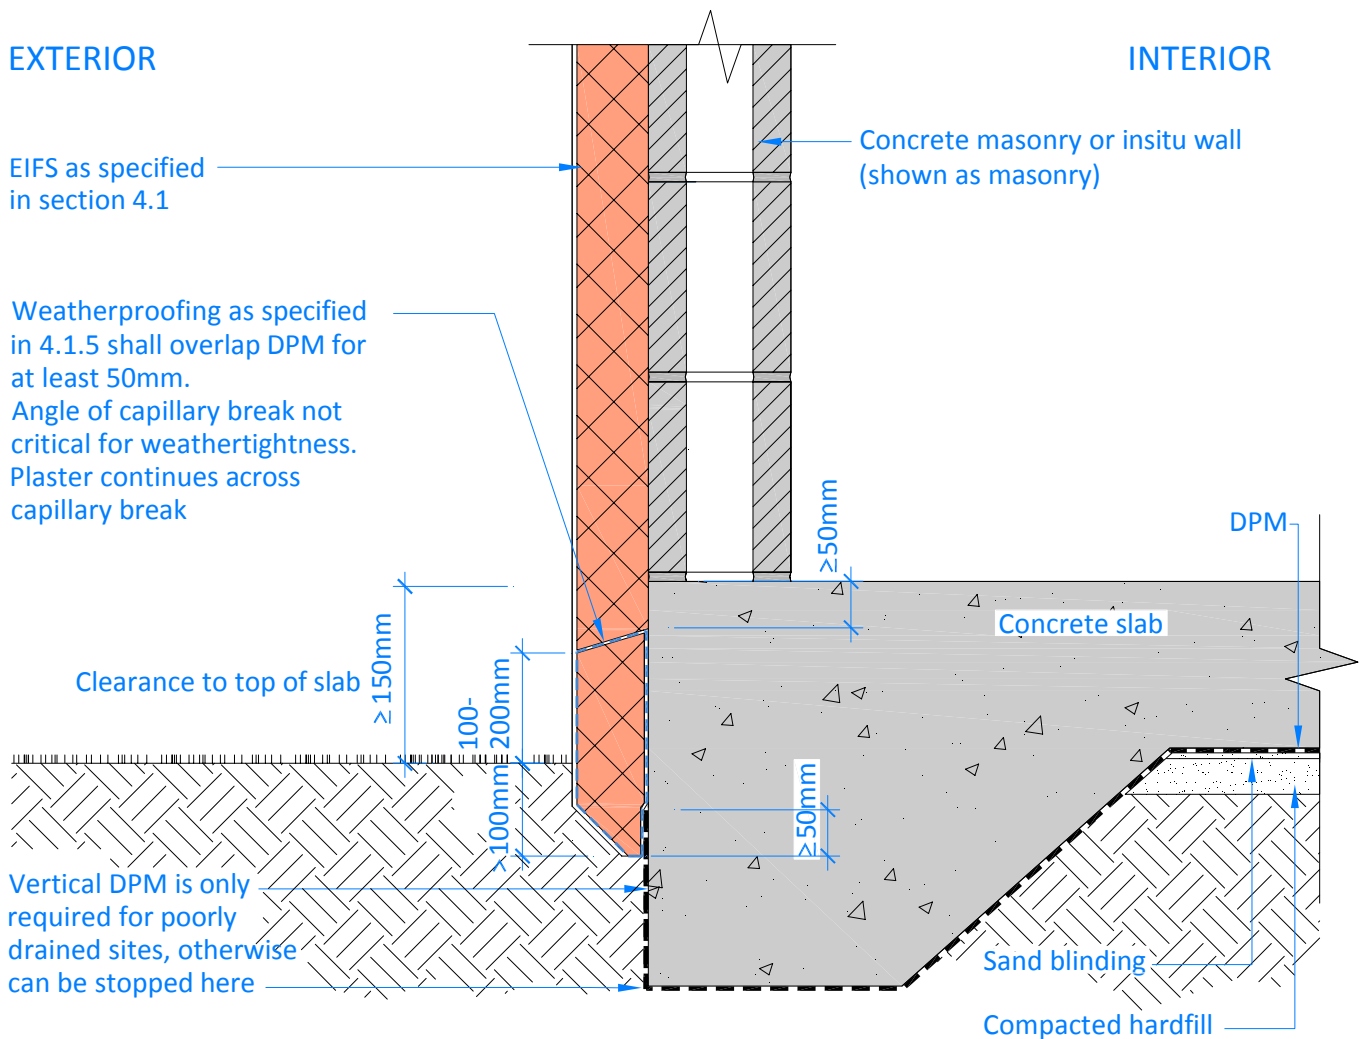 EXTERIOR
INTERIOR
EIFS as specified
in section 4.1
Concrete masonry or insitu wall
(shown as masonry)
Weatherproofing as specified
in 4.1.5 shall overlap DPM for
at least 50mm.
Angle of capillary break not
critical for weathertightness.
Plaster continues across
capillary break
≥50mm
DPM
Concrete slab
Clearance to top of slab
≥ 150mm
100-
200mm
>100mm
≥50mm
Vertical DPM is only
required for poorly
drained sites, otherwise
can be stopped here
Sand blinding
Compacted hardfill